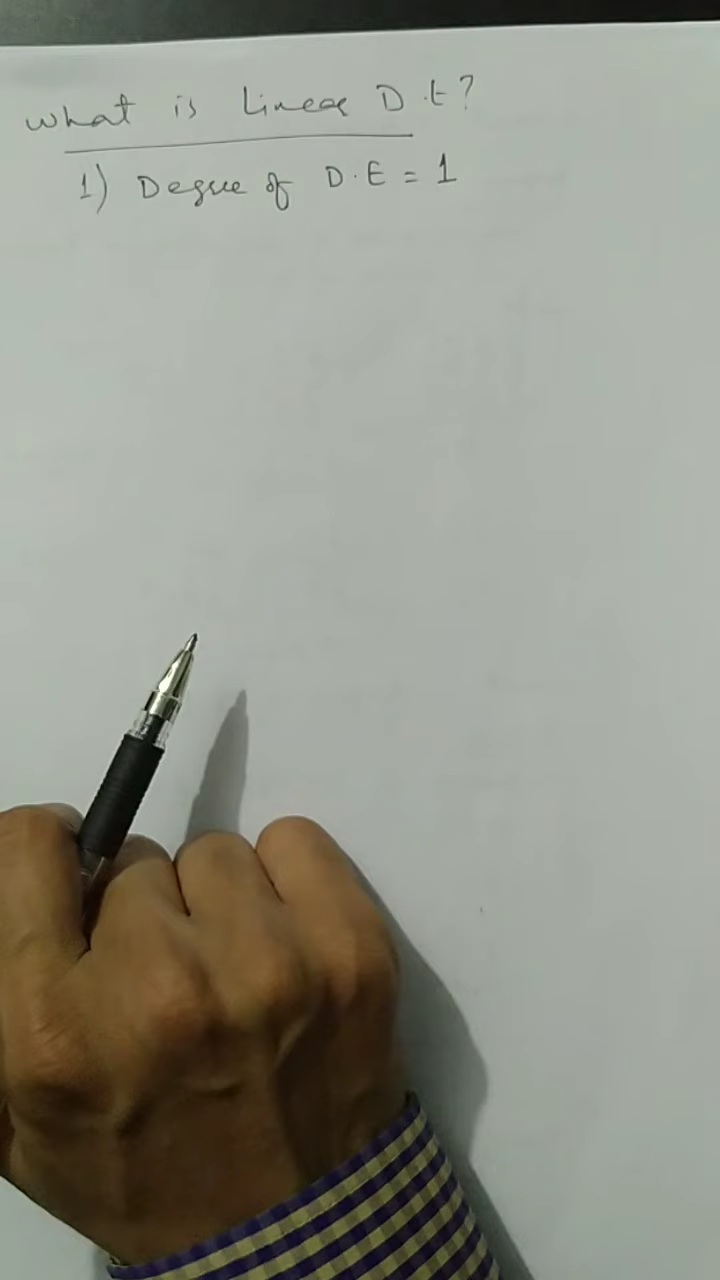 What is Linear D.E?
1) Degree of D.E = 1